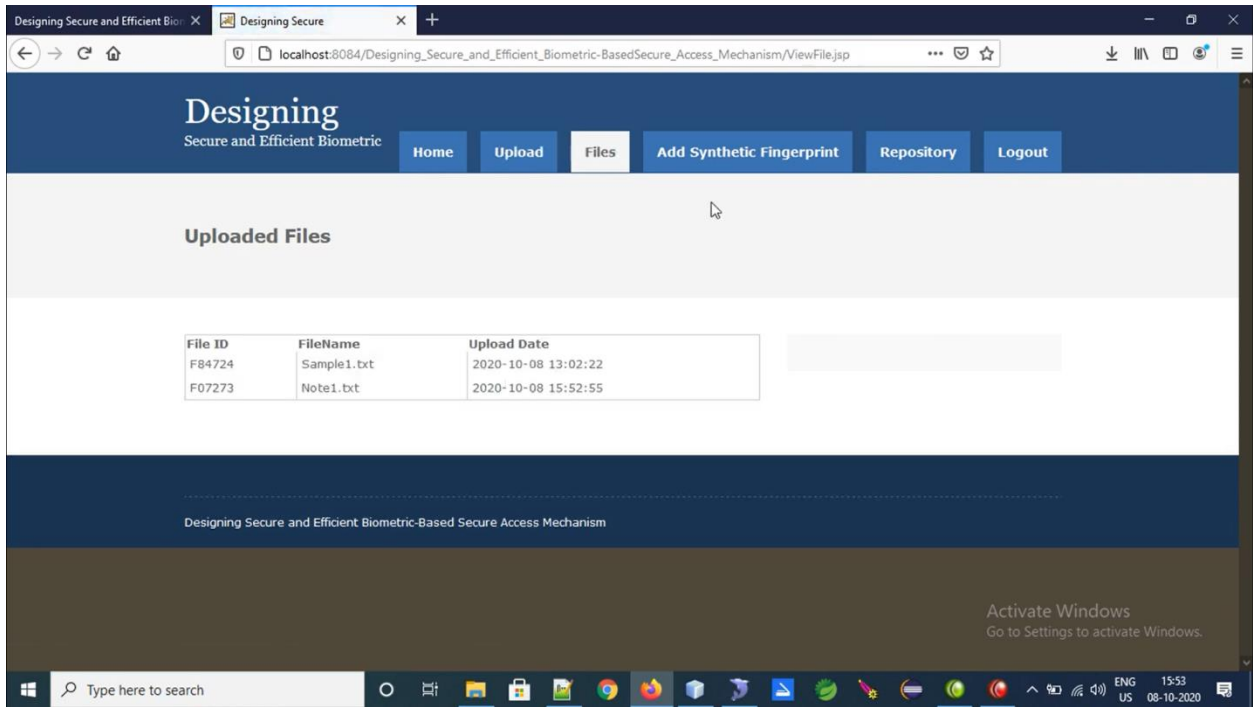 Designing Secure and Efficient Bion
Designing Secure
localhost:8084/Designing_Secure_and_Efficient_Biometric-BasedSecure_Access_Mechanism/ViewFile.jsp
Designing
Secure and Efficient Biometric
Home Upload Files Add Synthetic Fingerprint Repository Logout
Uploaded Files
File ID FileName Upload Date
F84724 Sample1.txt 2020-10-08 13:02:22
F07273 Note1.txt 2020-10-08 15:52:55
Designing Secure and Efficient Biometric-Based Secure Access Mechanism
Activate Windows
Go to Settings to activate Windows.
Type here to search
ENG 15:53
US 08-10-2020